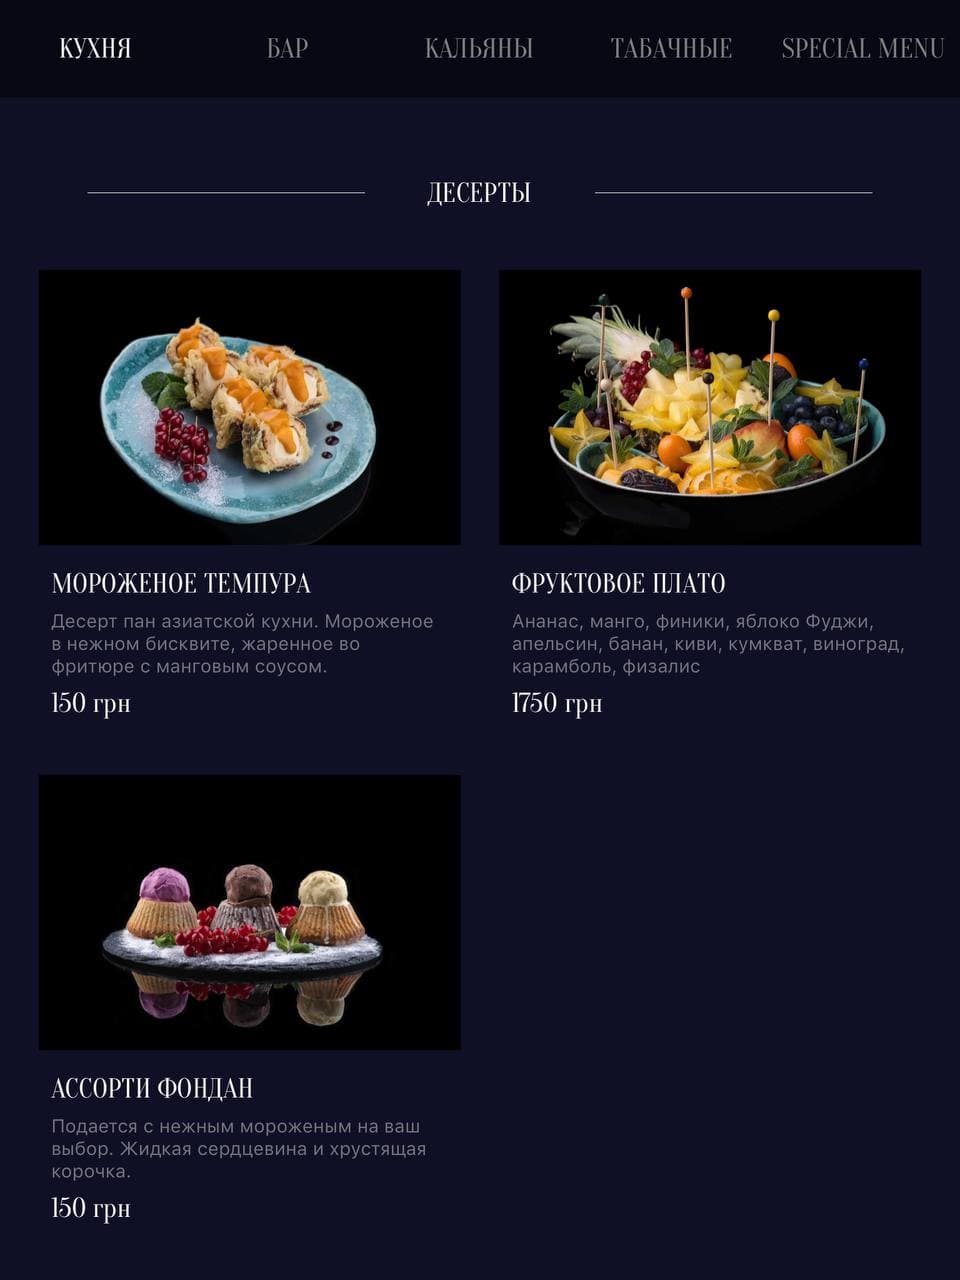 КУХНЯ БАР КАЛЬЯНЫ ТАБАЧНЫЕ SPECIAL MENU
ДЕСЕРТЫ
МОРОЖЕНОЕ ТЕМПУРА
Десерт пан азиатской кухни. Мороженое
в нежном бисквите, жаренное во
фритюре с манговым соусом.
150 грн
ФРУКТОВОЕ ПЛАТО
Ананас, манго, финики, яблоко Фуджи,
апельсин, банан, киви, кумкват, виноград,
карамболь, физалис
1750 грн
АССОРТИ ФОНДАН
Подается с нежным мороженым на ваш
выбор. Жидкая сердцевина и хрустящая
корочка.
150 грн